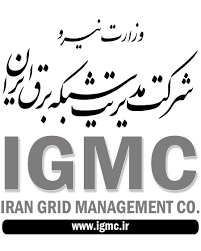 وزارت نیرو
شرکت مدیریت شبکه برق ایران
IGMC
IRAN GRID MANAGEMENT CO.
www.igmc.ir